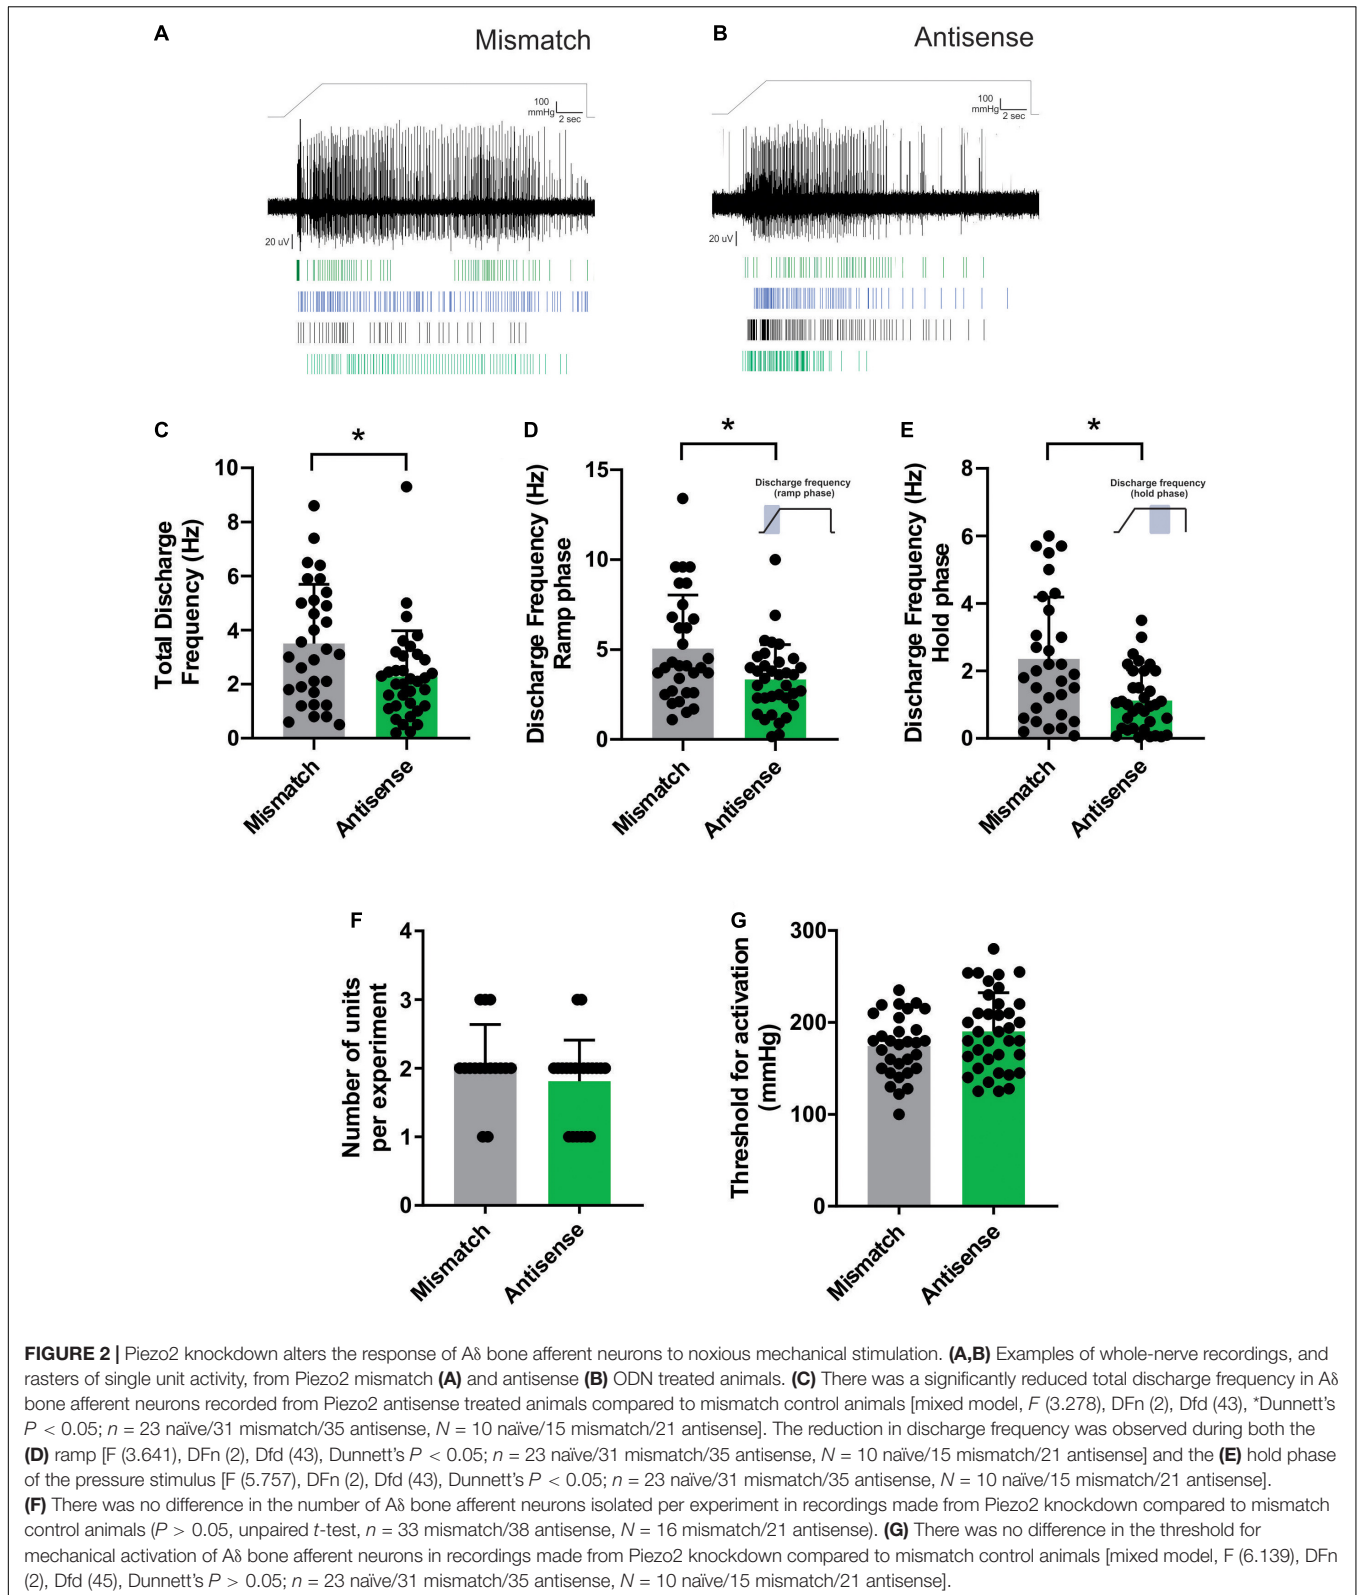 A
Mismatch
B
Antisense
100
mmHg
2 sec
100
mmHg
2 sec
20 uV
20 uV
C
Total Discharge
Frequency (Hz)
10
8
6
4
2
0
*
Mismatch
Antisense
D
Discharge Frequency (Hz)
Ramp phase
15
10
5
0
*
Discharge frequency
(ramp phase)
Mismatch
Antisense
E
Discharge Frequency (Hz)
Hold phase
8
6
4
2
0
*
Discharge frequency
(hold phase)
Mismatch
Antisense
F
Number of units
per experiment
4
3
2
1
0
Mismatch
Antisense
G
Threshold for activation
(mmHg)
300
200
100
0
Mismatch
Antisense
FIGURE 2 | Piezo2 knockdown alters the response of Aδ bone afferent neurons to noxious mechanical stimulation. (A,B) Examples of whole-nerve recordings, and
rasters of single unit activity, from Piezo2 mismatch (A) and antisense (B) ODN treated animals. (C) There was a significantly reduced total discharge frequency in Aδ
bone afferent neurons recorded from Piezo2 antisense treated animals compared to mismatch control animals [mixed model, F (3.278), DFn (2), Dfd (43), *Dunnett's
P < 0.05; n = 23 naïve/31 mismatch/35 antisense, N = 10 naïve/15 mismatch/21 antisense]. The reduction in discharge frequency was observed during both the
(D) ramp [F (3.641), DFn (2), Dfd (43), Dunnett's P < 0.05; n = 23 naïve/31 mismatch/35 antisense, N = 10 naïve/15 mismatch/21 antisense] and the (E) hold phase
of the pressure stimulus [F (5.757), DFn (2), Dfd (43), Dunnett's P < 0.05; n = 23 naïve/31 mismatch/35 antisense, N = 10 naïve/15 mismatch/21 antisense].
(F) There was no difference in the number of Aδ bone afferent neurons isolated per experiment in recordings made from Piezo2 knockdown compared to mismatch
control animals (P > 0.05, unpaired t-test, n = 33 mismatch/38 antisense, N = 16 mismatch/21 antisense). (G) There was no difference in the threshold for
mechanical activation of Aδ bone afferent neurons in recordings made from Piezo2 knockdown compared to mismatch control animals [mixed model, F (6.139), DFn
(2), Dfd (45), Dunnett's P > 0.05; n = 23 naïve/31 mismatch/35 antisense, N = 10 naïve/15 mismatch/21 antisense].